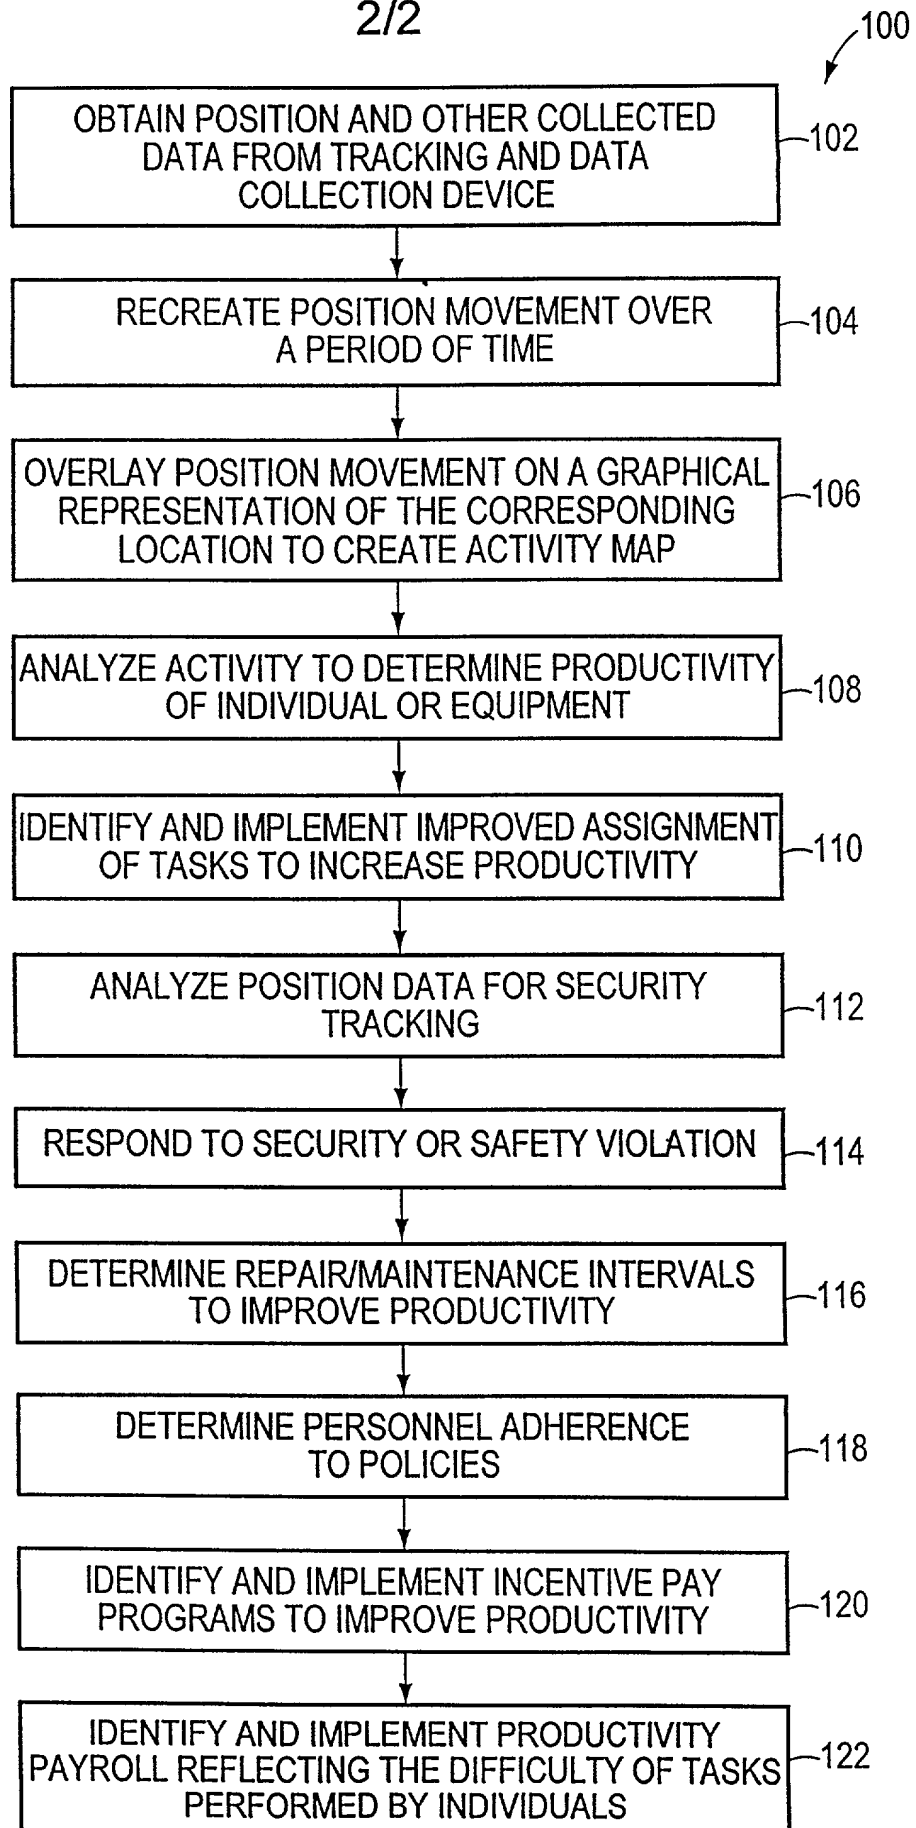 2/2
100
OBTAIN POSITION AND OTHER COLLECTED
DATA FROM TRACKING AND DATA
COLLECTION DEVICE
102
RECREATE POSITION MOVEMENT OVER
A PERIOD OF TIME
104
OVERLAY POSITION MOVEMENT ON A GRAPHICAL
REPRESENTATION OF THE CORRESPONDING
LOCATION TO CREATE ACTIVITY MAP
106
ANALYZE ACTIVITY TO DETERMINE PRODUCTIVITY
OF INDIVIDUAL OR EQUIPMENT
108
IDENTIFY AND IMPLEMENT IMPROVED ASSIGNMENT
OF TASKS TO INCREASE PRODUCTIVITY
110
ANALYZE POSITION DATA FOR SECURITY
TRACKING
112
RESPOND TO SECURITY OR SAFETY VIOLATION
114
DETERMINE REPAIR/MAINTENANCE INTERVALS
TO IMPROVE PRODUCTIVITY
116
DETERMINE PERSONNEL ADHERENCE
TO POLICIES
118
IDENTIFY AND IMPLEMENT INCENTIVE PAY
PROGRAMS TO IMPROVE PRODUCTIVITY
120
IDENTIFY AND IMPLEMENT PRODUCTIVITY
PAYROLL REFLECTING THE DIFFICULTY OF TASKS
PERFORMED BY INDIVIDUALS
122